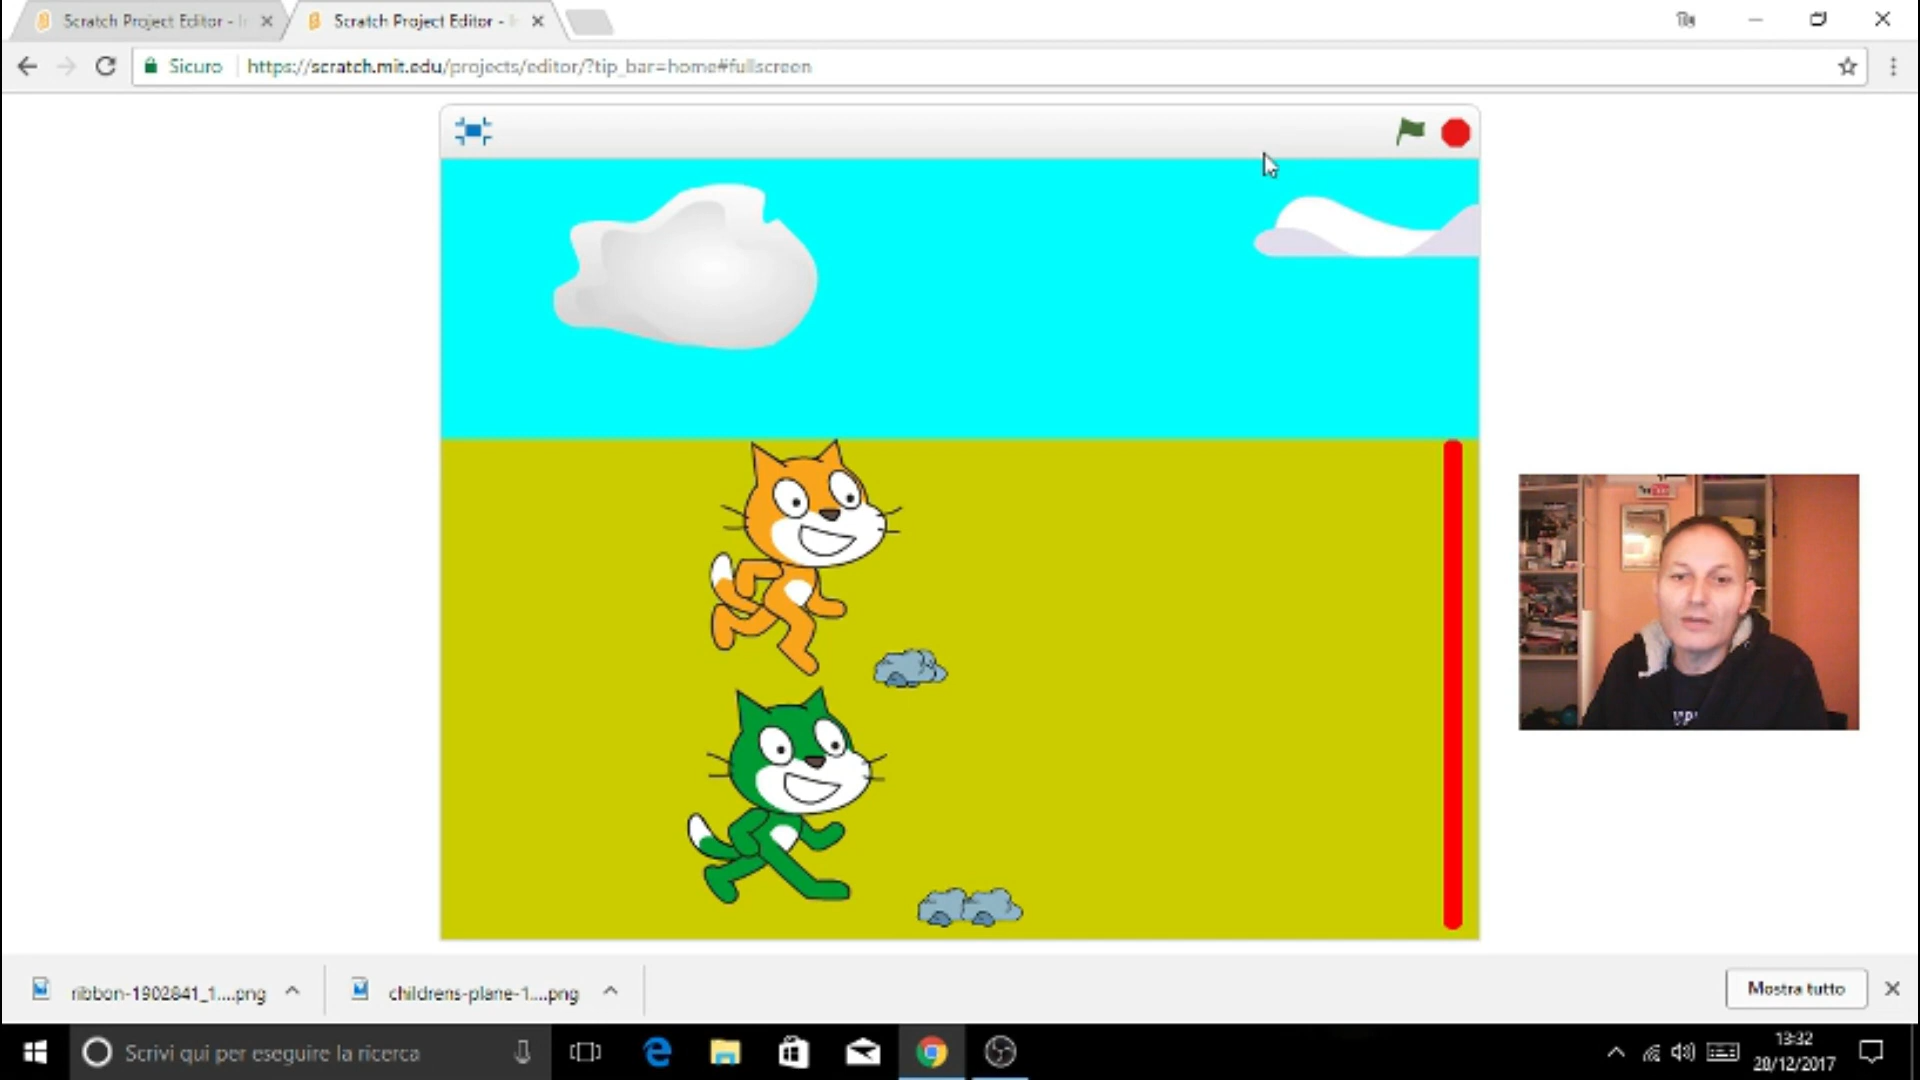 Scratch Project Editor - I
Scratch Project Editor - I
Sicuro
https://scratch.mit.edu/projects/editor/?tip_bar=home#fullscreen
ribbon-1902841_1....png
childrens-plane-1....png
Mostra tutto
Scrivi qui per eseguire la ricerca
13:32
28/12/2017